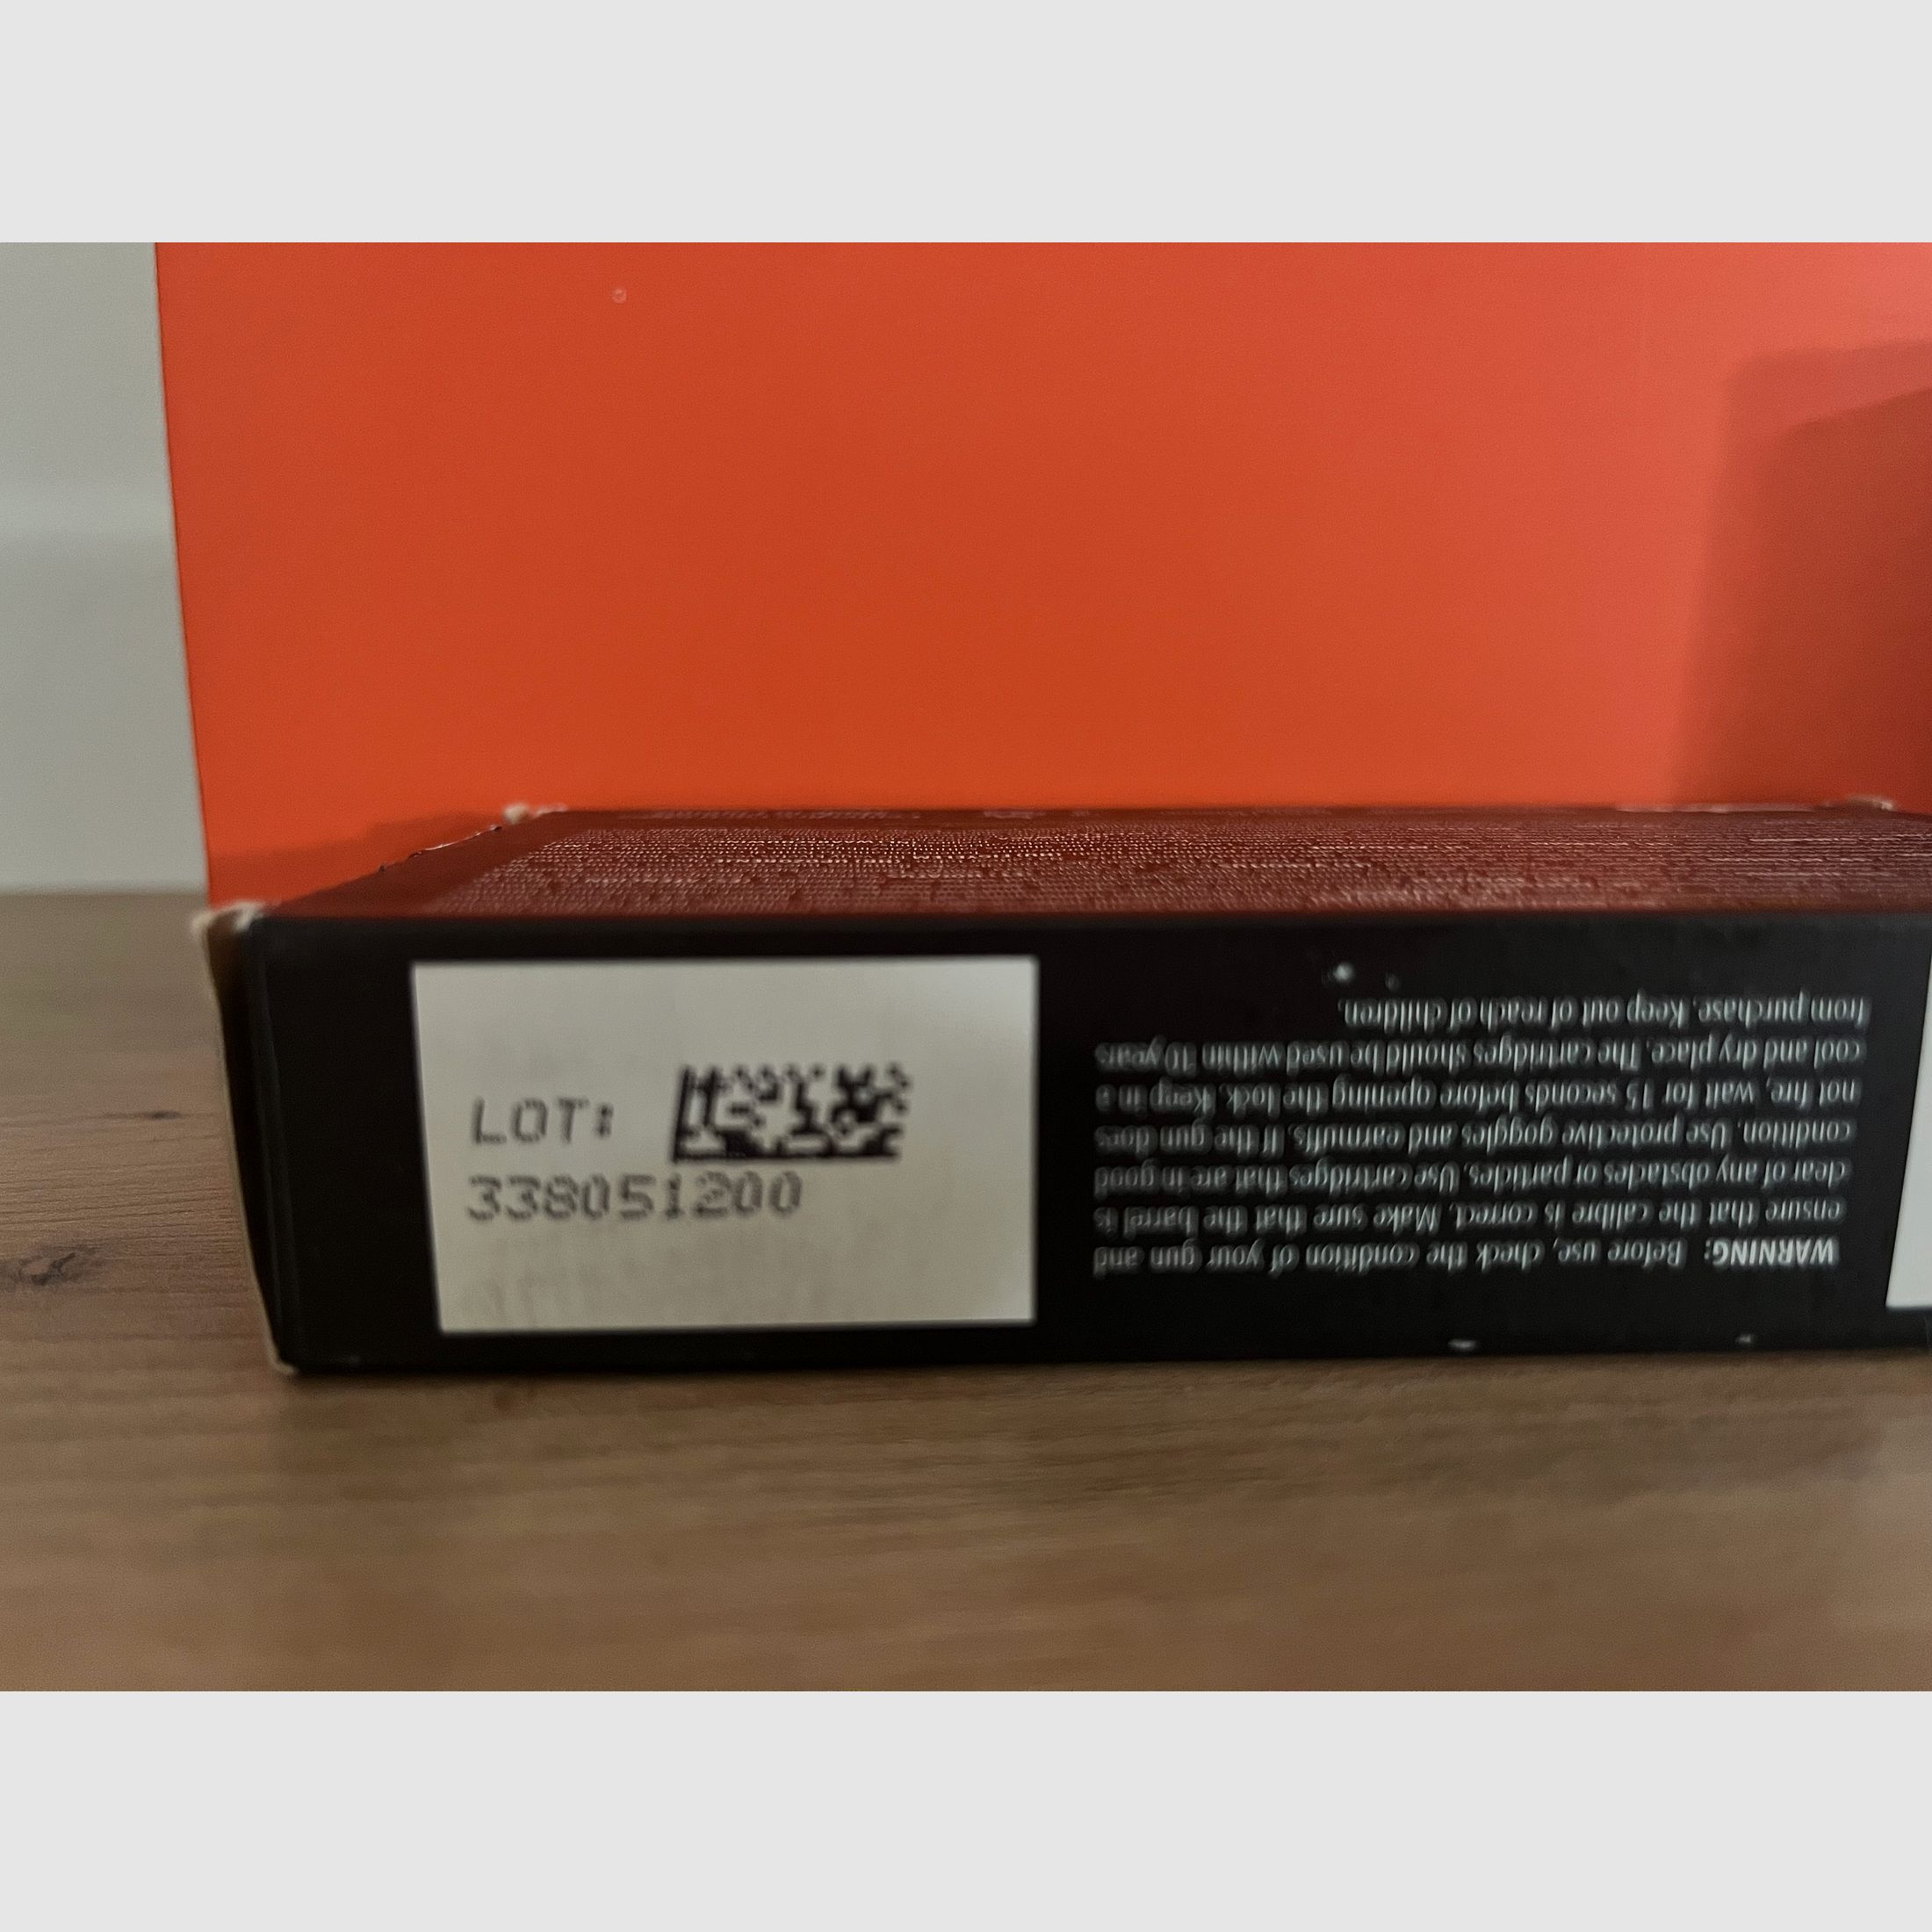 LOT:
338051200
WARNING: Before use, check the condition of your gun and
ensure that the calibre is correct. Make sure that the barrel is
clear of any obstacles or particles. Use cartridges that are in good
condition. Use protective goggles and earmuffs. If the gun does
not fire, wait for 15 seconds before opening the lock. Keep in a
cool and dry place. The cartridges should be used within 10 years
from purchase. Keep out of reach of children.